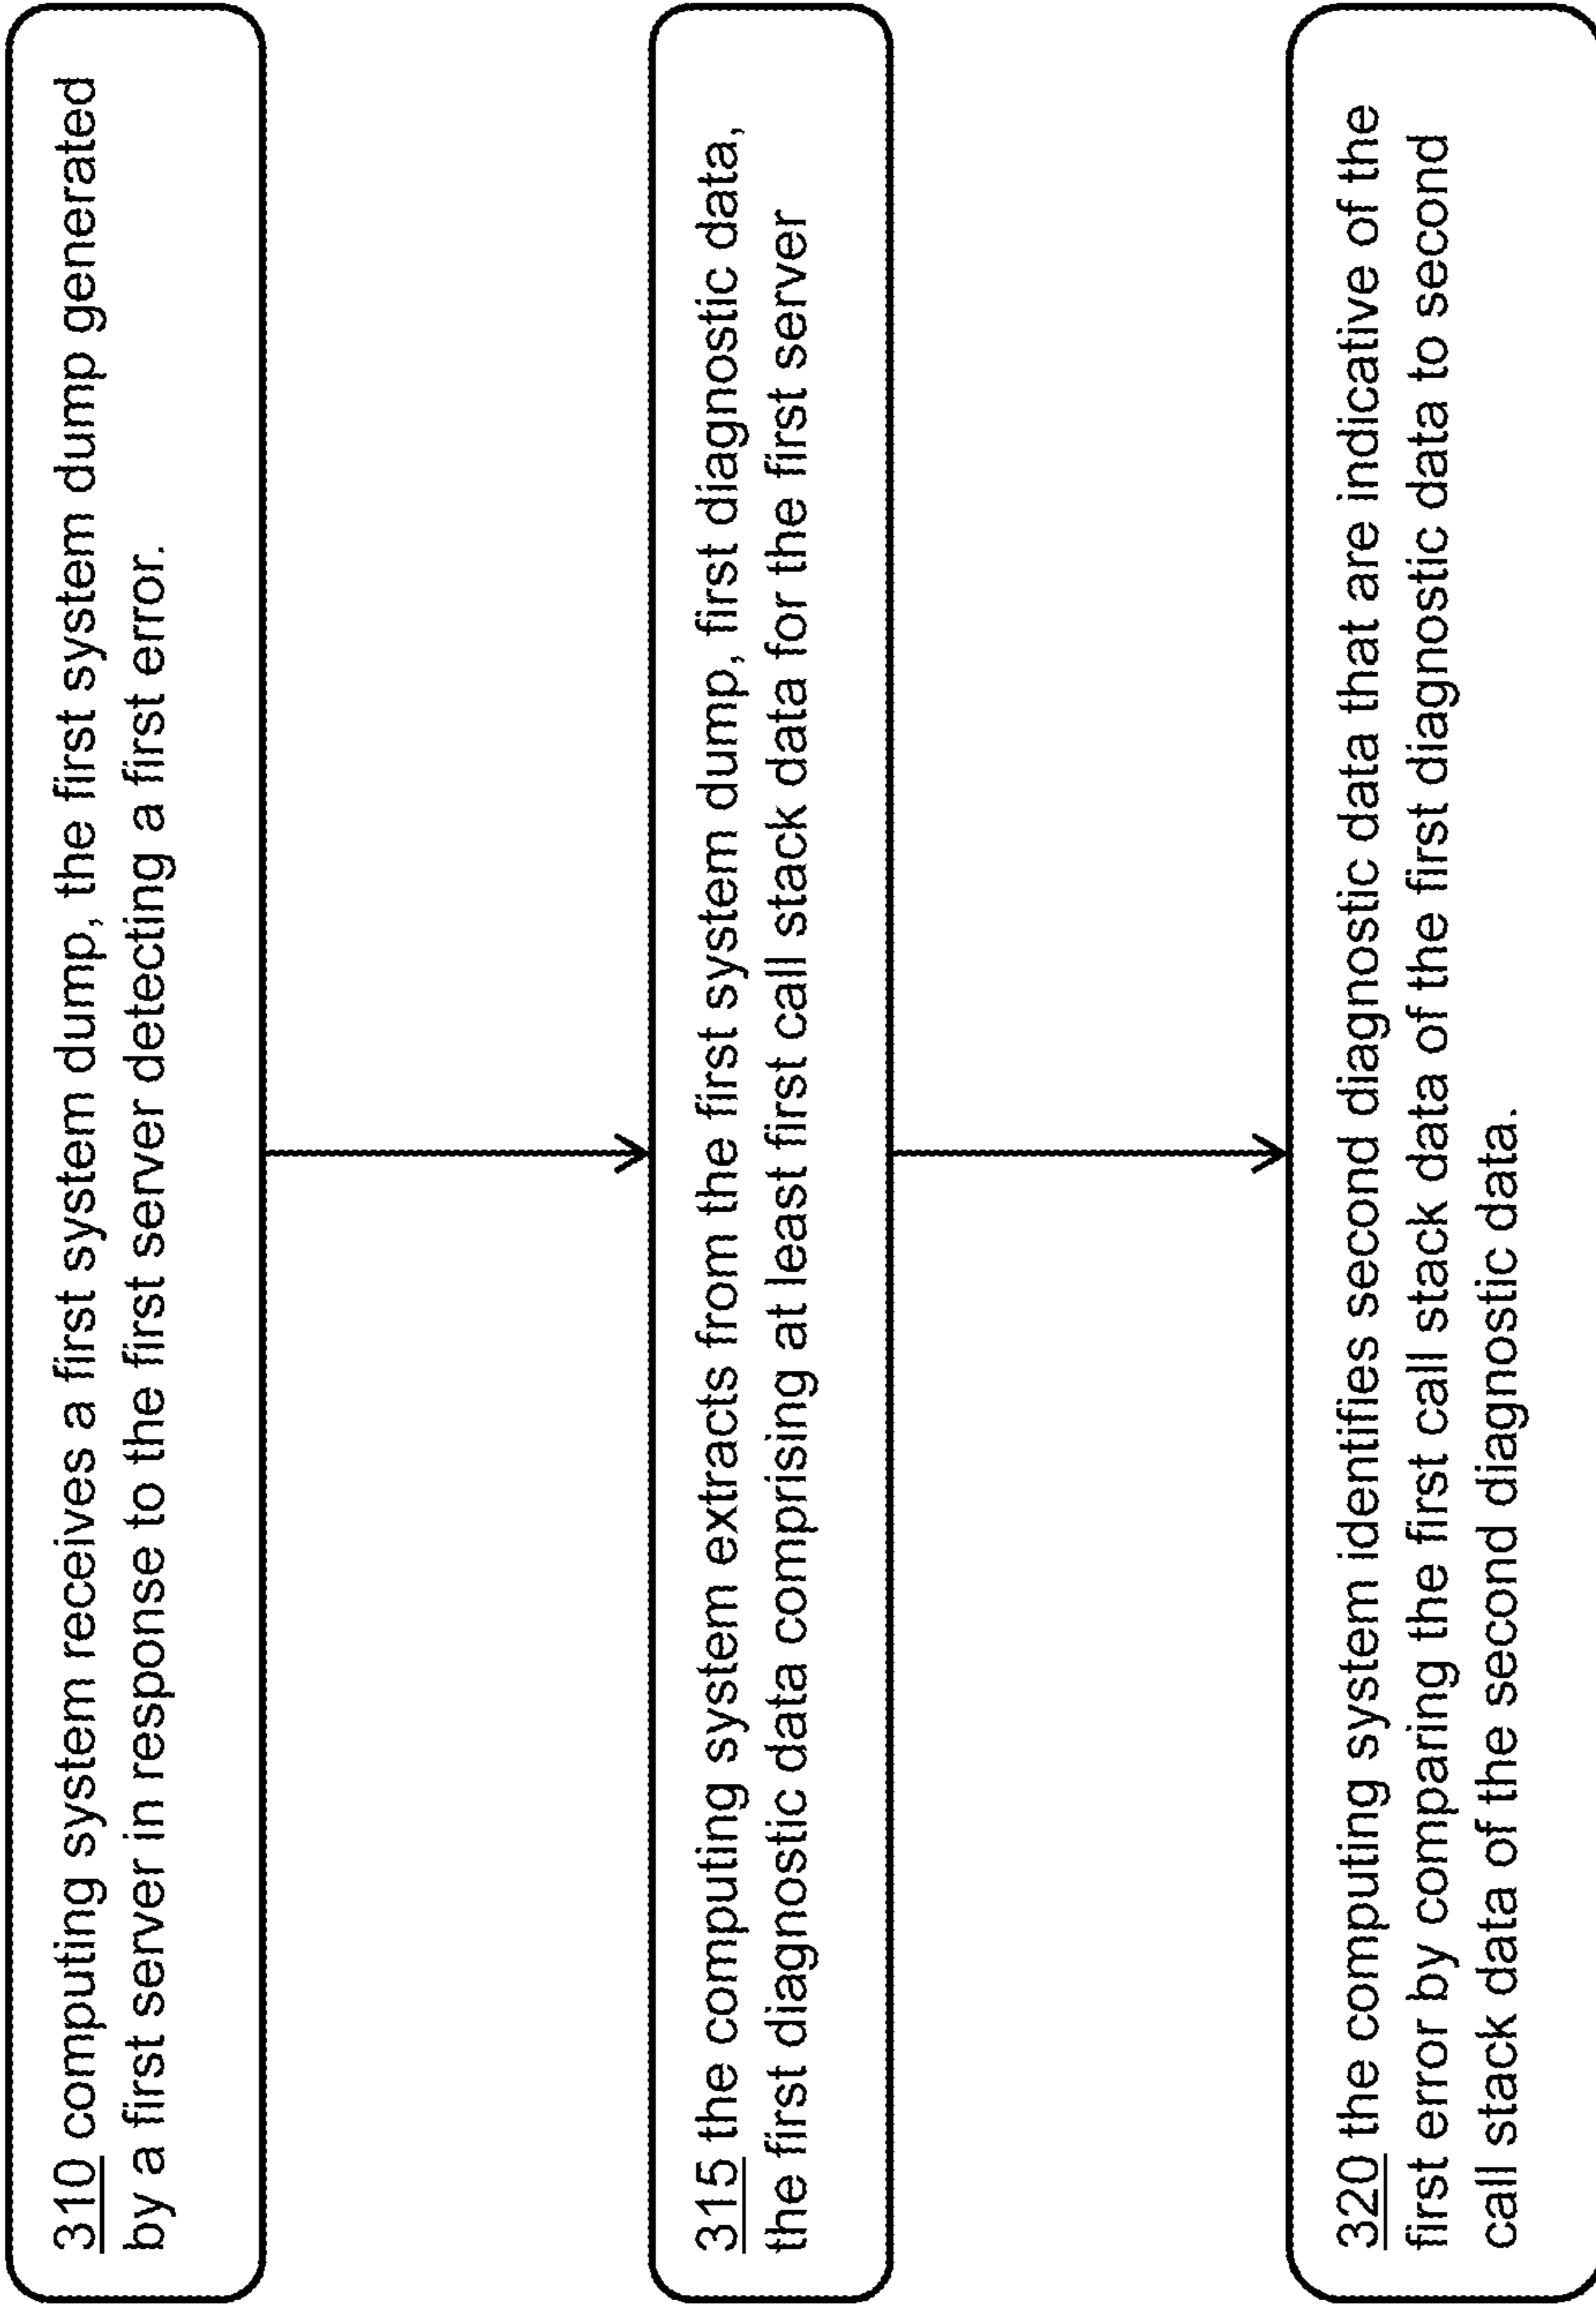 310 computing system receives a first system dump, the first system dump generated
by a first server in response to the first server detecting a first error.
315 the computing system extracts from the first system dump, first diagnostic data,
the first diagnostic data comprising at least first call stack data for the first server
320 the computing system identifies second diagnostic data that are indicative of the
first error by comparing the first call stack data of the first diagnostic data to second
call stack data of the second diagnostic data.